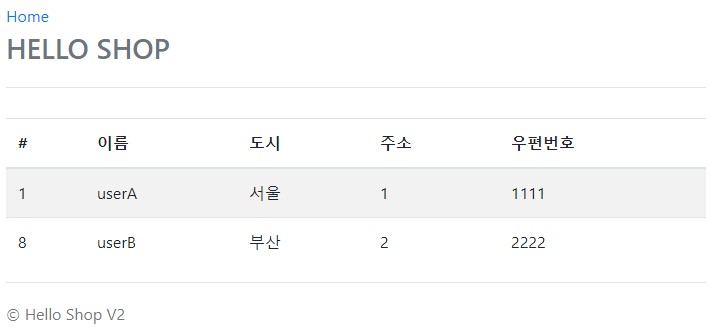 Home
HELLO SHOP
# 이름 도시 주소 우편번호
1 userA 서울 1 1111
8 userB 부산 2 2222
© Hello Shop V2